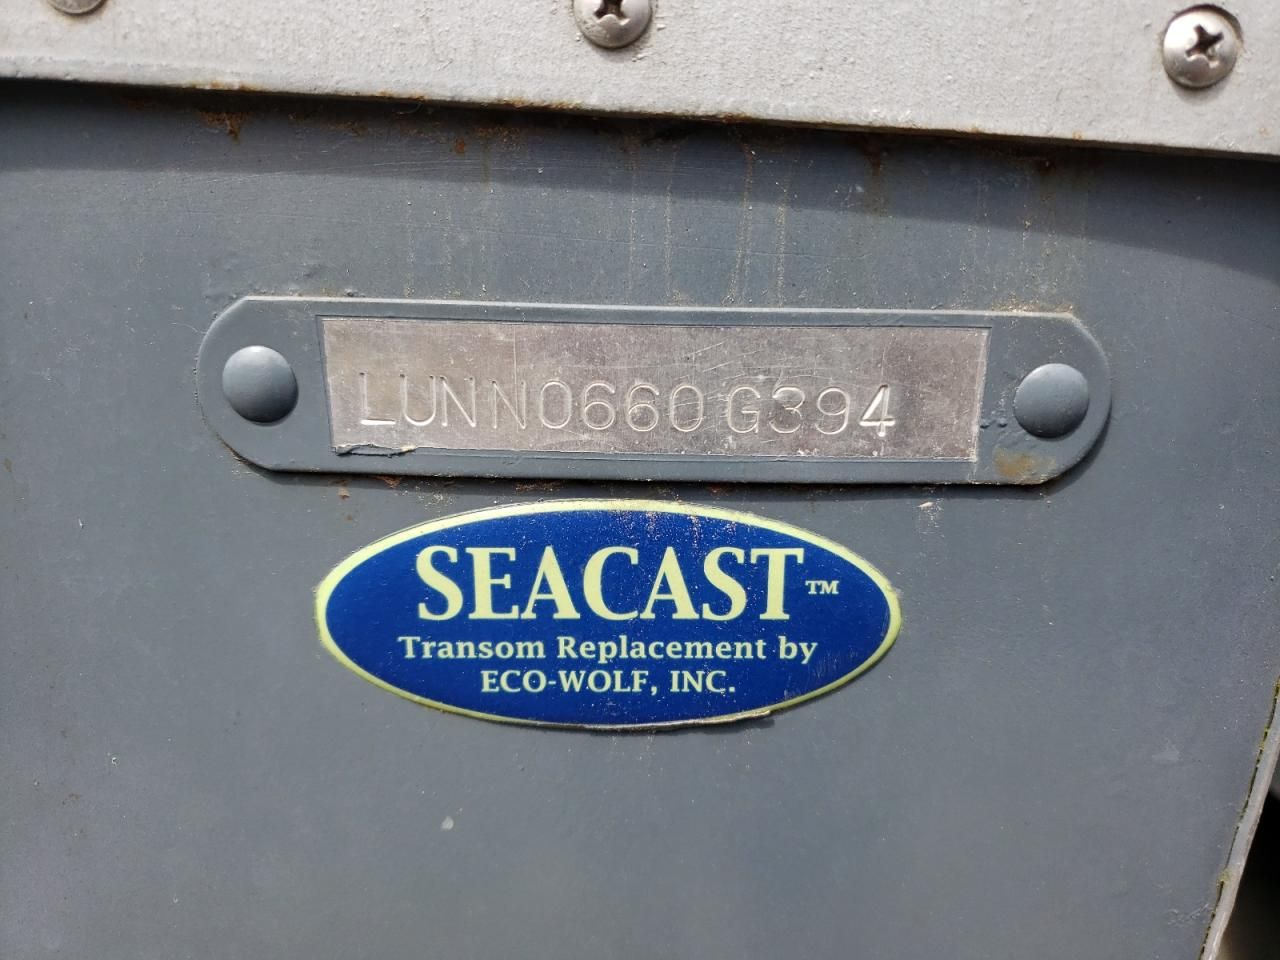 LUNN0660G394
SEACAST™
Transom Replacement by
ECO-WOLF, INC.